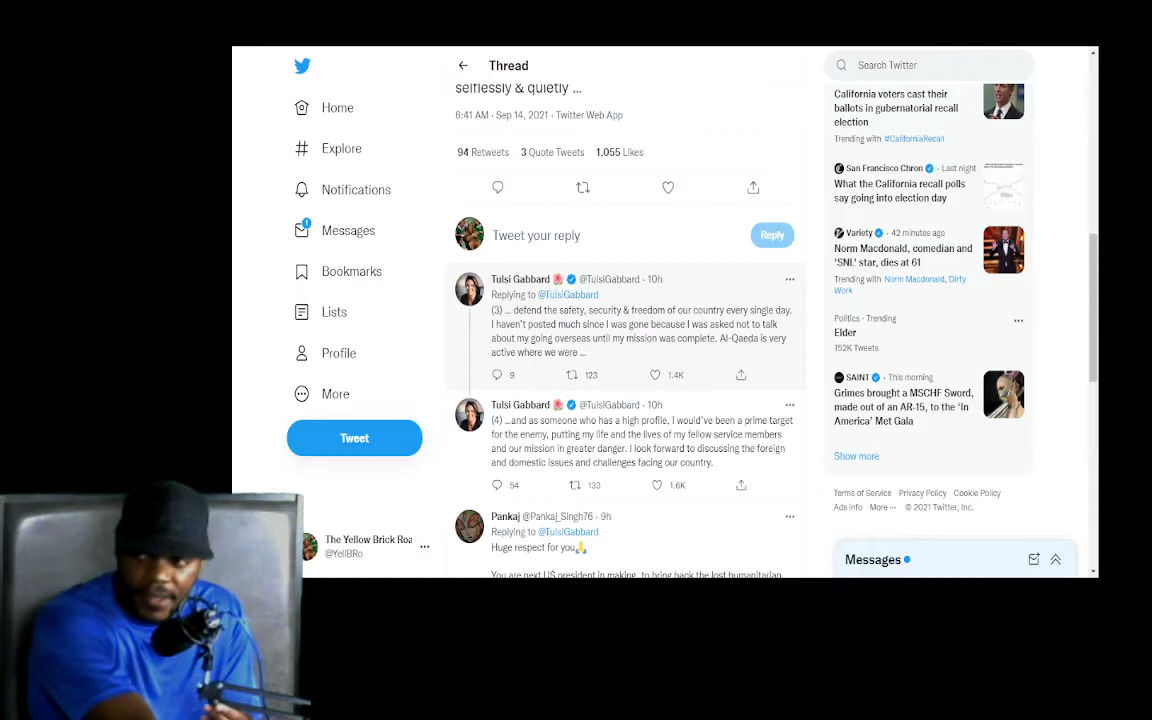 Home
Explore
Notifications
1
Messages
Bookmarks
Lists
Profile
More
Tweet
The Yellow Brick Roa
@YellBRo
Thread
selflessly & quietly ...
6:41 AM · Sep 14, 2021 · Twitter Web App
94 Retweets 3 Quote Tweets 1,055 Likes
Tweet your reply
Reply
Tulsi Gabbard @TulsiGabbard · 10h
Replying to @TulsiGabbard
(3) ... defend the safety, security & freedom of our country every single day.
I haven't posted much since I was gone because I was asked not to talk
about my going overseas until my mission was complete. Al-Qaeda is very
active where we were ...
9 123 1.4K
Tulsi Gabbard @TulsiGabbard · 10h
(4) ...and as someone who has a high profile, I would've been a prime target
for the enemy, putting my life and the lives of my fellow service members
and our mission in greater danger. I look forward to discussing the foreign
and domestic issues and challenges facing our country.
54 133 1.6K
Pankaj @Pankaj_Singh76 · 9h
Replying to @TulsiGabbard
Huge respect for you🙏
You are next US president in making, to bring back the lost humanitarian
Search Twitter
California voters cast their
ballots in gubernatorial recall
election
Trending with #CaliforniaRecall
San Francisco Chron · Last night
What the California recall polls
say going into election day
Variety · 42 minutes ago
Norm Macdonald, comedian and
'SNL' star, dies at 61
Trending with Norm Macdonald, Dirty
Work
Politics · Trending
Elder
152K Tweets
SAINT · This morning
Grimes brought a MSCHF Sword,
made out of an AR-15, to the 'In
America' Met Gala
Show more
Terms of Service Privacy Policy Cookie Policy
Ads info More ··· © 2021 Twitter, Inc.
Messages